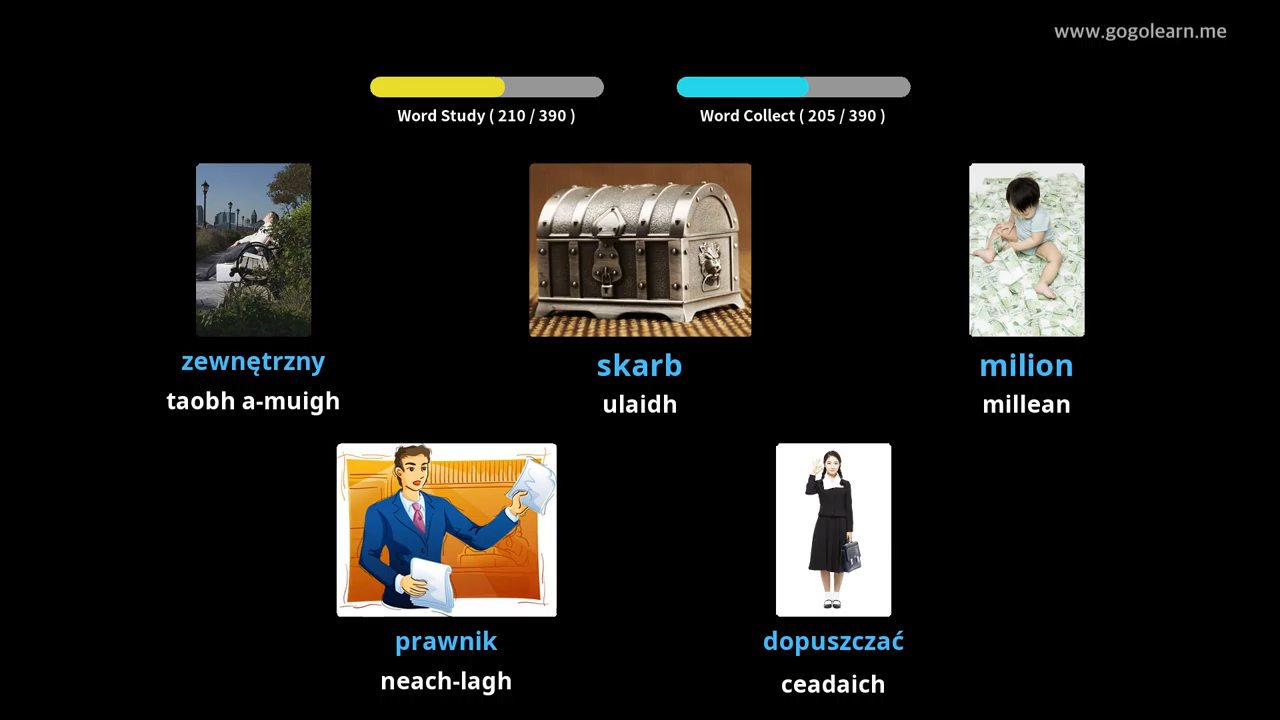 www.gogolearn.me
Word Study ( 210 / 390 )
Word Collect ( 205 / 390 )
zewnętrzny
taobh a-muigh
skarb
ulaidh
milion
millean
prawnik
neach-lagh
dopuszczać
ceadaich